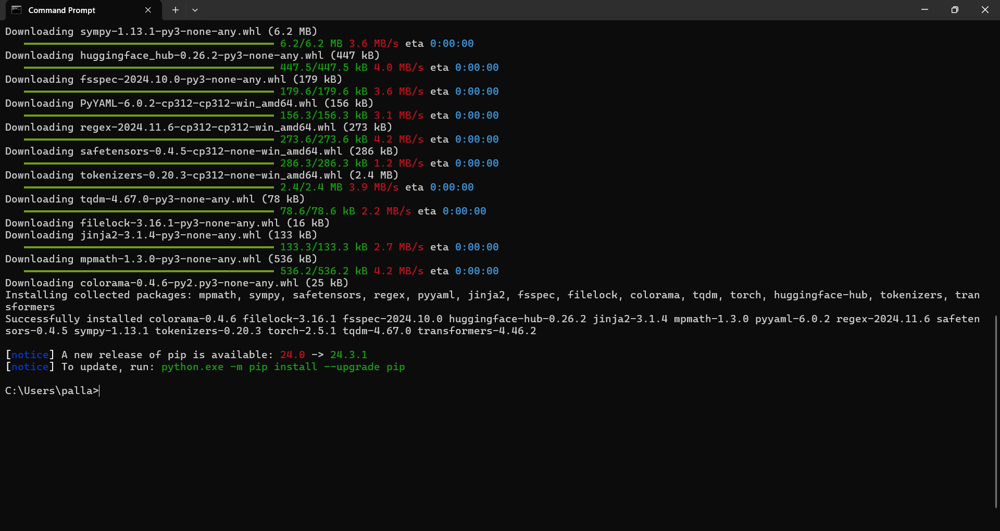 Command Prompt
Downloading sympy-1.13.1-py3-none-any.whl (6.2 MB)
6.2/6.2 MB 3.6 MB/s eta 0:00:00
Downloading huggingface_hub-0.26.2-py3-none-any.whl (447 kB)
447.5/447.5 kB 4.0 MB/s eta 0:00:00
Downloading fsspec-2024.10.0-py3-none-any.whl (179 kB)
179.6/179.6 kB 3.6 MB/s eta 0:00:00
Downloading PyYAML-6.0.2-cp312-cp312-win_amd64.whl (156 kB)
156.3/156.3 kB 3.1 MB/s eta 0:00:00
Downloading regex-2024.11.6-cp312-cp312-win_amd64.whl (273 kB)
273.6/273.6 kB 4.2 MB/s eta 0:00:00
Downloading safetensors-0.4.5-cp312-none-win_amd64.whl (286 kB)
286.3/286.3 kB 1.2 MB/s eta 0:00:00
Downloading tokenizers-0.20.3-cp312-none-win_amd64.whl (2.4 MB)
2.4/2.4 MB 3.9 MB/s eta 0:00:00
Downloading tqdm-4.67.0-py3-none-any.whl (78 kB)
78.6/78.6 kB 2.2 MB/s eta 0:00:00
Downloading filelock-3.16.1-py3-none-any.whl (16 kB)
Downloading jinja2-3.1.4-py3-none-any.whl (133 kB)
133.3/133.3 kB 2.7 MB/s eta 0:00:00
Downloading mpmath-1.3.0-py3-none-any.whl (536 kB)
536.2/536.2 kB 4.2 MB/s eta 0:00:00
Downloading colorama-0.4.6-py2.py3-none-any.whl (25 kB)
Installing collected packages: mpmath, sympy, safetensors, regex, pyyaml, jinja2, fsspec, filelock, colorama, tqdm, torch, huggingface-hub, tokenizers, tran
sformers
Successfully installed colorama-0.4.6 filelock-3.16.1 fsspec-2024.10.0 huggingface-hub-0.26.2 jinja2-3.1.4 mpmath-1.3.0 pyyaml-6.0.2 regex-2024.11.6 safeten
sors-0.4.5 sympy-1.13.1 tokenizers-0.20.3 torch-2.5.1 tqdm-4.67.0 transformers-4.46.2
[notice] A new release of pip is available: 24.0 -> 24.3.1
[notice] To update, run: python.exe -m pip install --upgrade pip
C:\Users\palla>